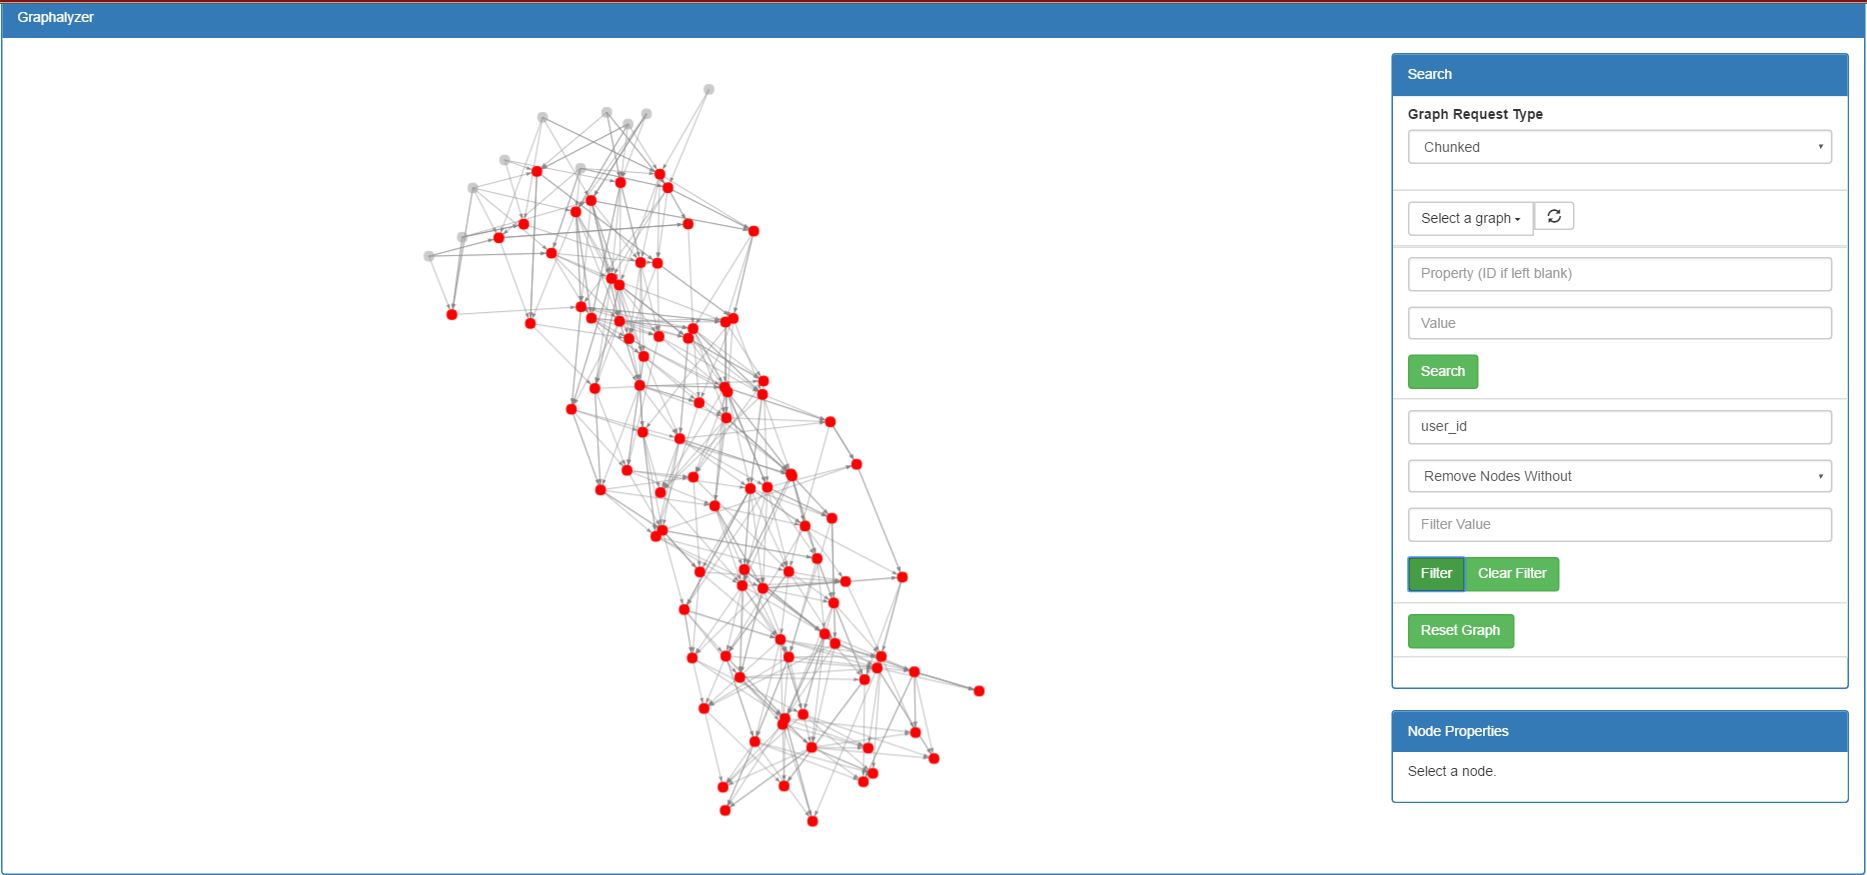 Graphalyzer
Search
Graph Request Type
Chunked
Select a graph
Property (ID if left blank)
Value
Search
user_id
Remove Nodes Without
Filter Value
Filter Clear Filter
Reset Graph
Node Properties
Select a node.